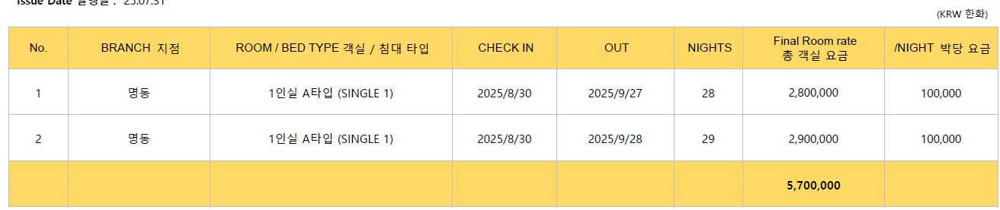 Issue Date 발행일 : 25.07.31
(KRW 한화)
No. BRANCH 지점 ROOM / BED TYPE 객실 / 침대 타입 CHECK IN OUT NIGHTS Final Room rate 총 객실 요금 /NIGHT 박당 요금
1 명동 1인실 A타입 (SINGLE 1) 2025/8/30 2025/9/27 28 2,800,000 100,000
2 명동 1인실 A타입 (SINGLE 1) 2025/8/30 2025/9/28 29 2,900,000 100,000
5,700,000